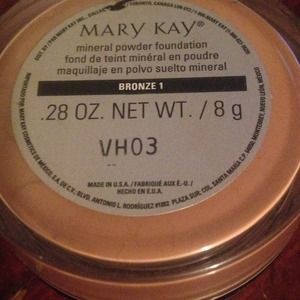 MARY KAY®
mineral powder foundation
fond de teint minéral en poudre
maquillaje en polvo suelto mineral
BRONZE 1
.28 OZ. NET WT. / 8 g
VH03
MADE IN U.S.A. / FABRIQUÉ AUX É.-U. /
HECHO EN E.U.A.